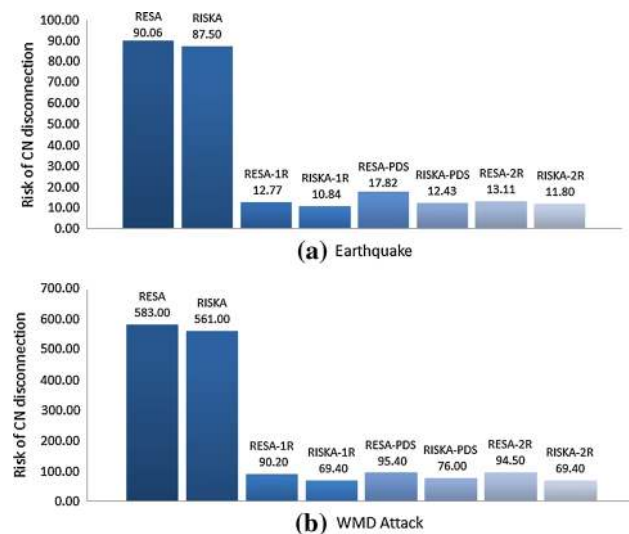 100.00
90.00
80.00
70.00
60.00
50.00
40.00
30.00
20.00
10.00
0.00
Risk of CN disconnection
RESA
90.06
RISKA
87.50
RESA-1R
12.77
RISKA-1R
10.84
RESA-PDS
17.82
RISKA-PDS
12.43
RESA-2R
13.11
RISKA-2R
11.80
(a) Earthquake
700.00
600.00
500.00
400.00
300.00
200.00
100.00
0.00
Risk of CN disconnection
RESA
583.00
RISKA
561.00
RESA-1R
90.20
RISKA-1R
69.40
RESA-PDS
95.40
RISKA-PDS
76.00
RESA-2R
94.50
RISKA-2R
69.40
(b) WMD Attack